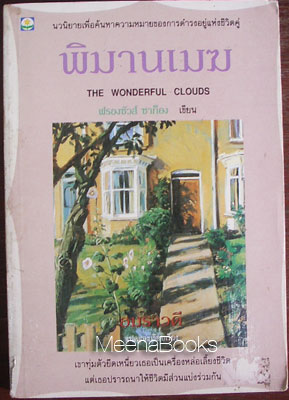 นวนิยายเพื่อค้นหาความหมายของการดำรงอยู่แห่งชีวิตคู่
พิมานเมฆ
THE WONDERFUL CLOUDS
ฟรองซัวส์ ซาก็อง เขียน
MeenaBooks
เขาทุ่มตัวยึดเหนี่ยวเธอเป็นเครื่องหล่อเลี้ยงชีวิต
แต่เธอปรารถนาให้ชีวิตมีส่วนแบ่งร่วมกัน